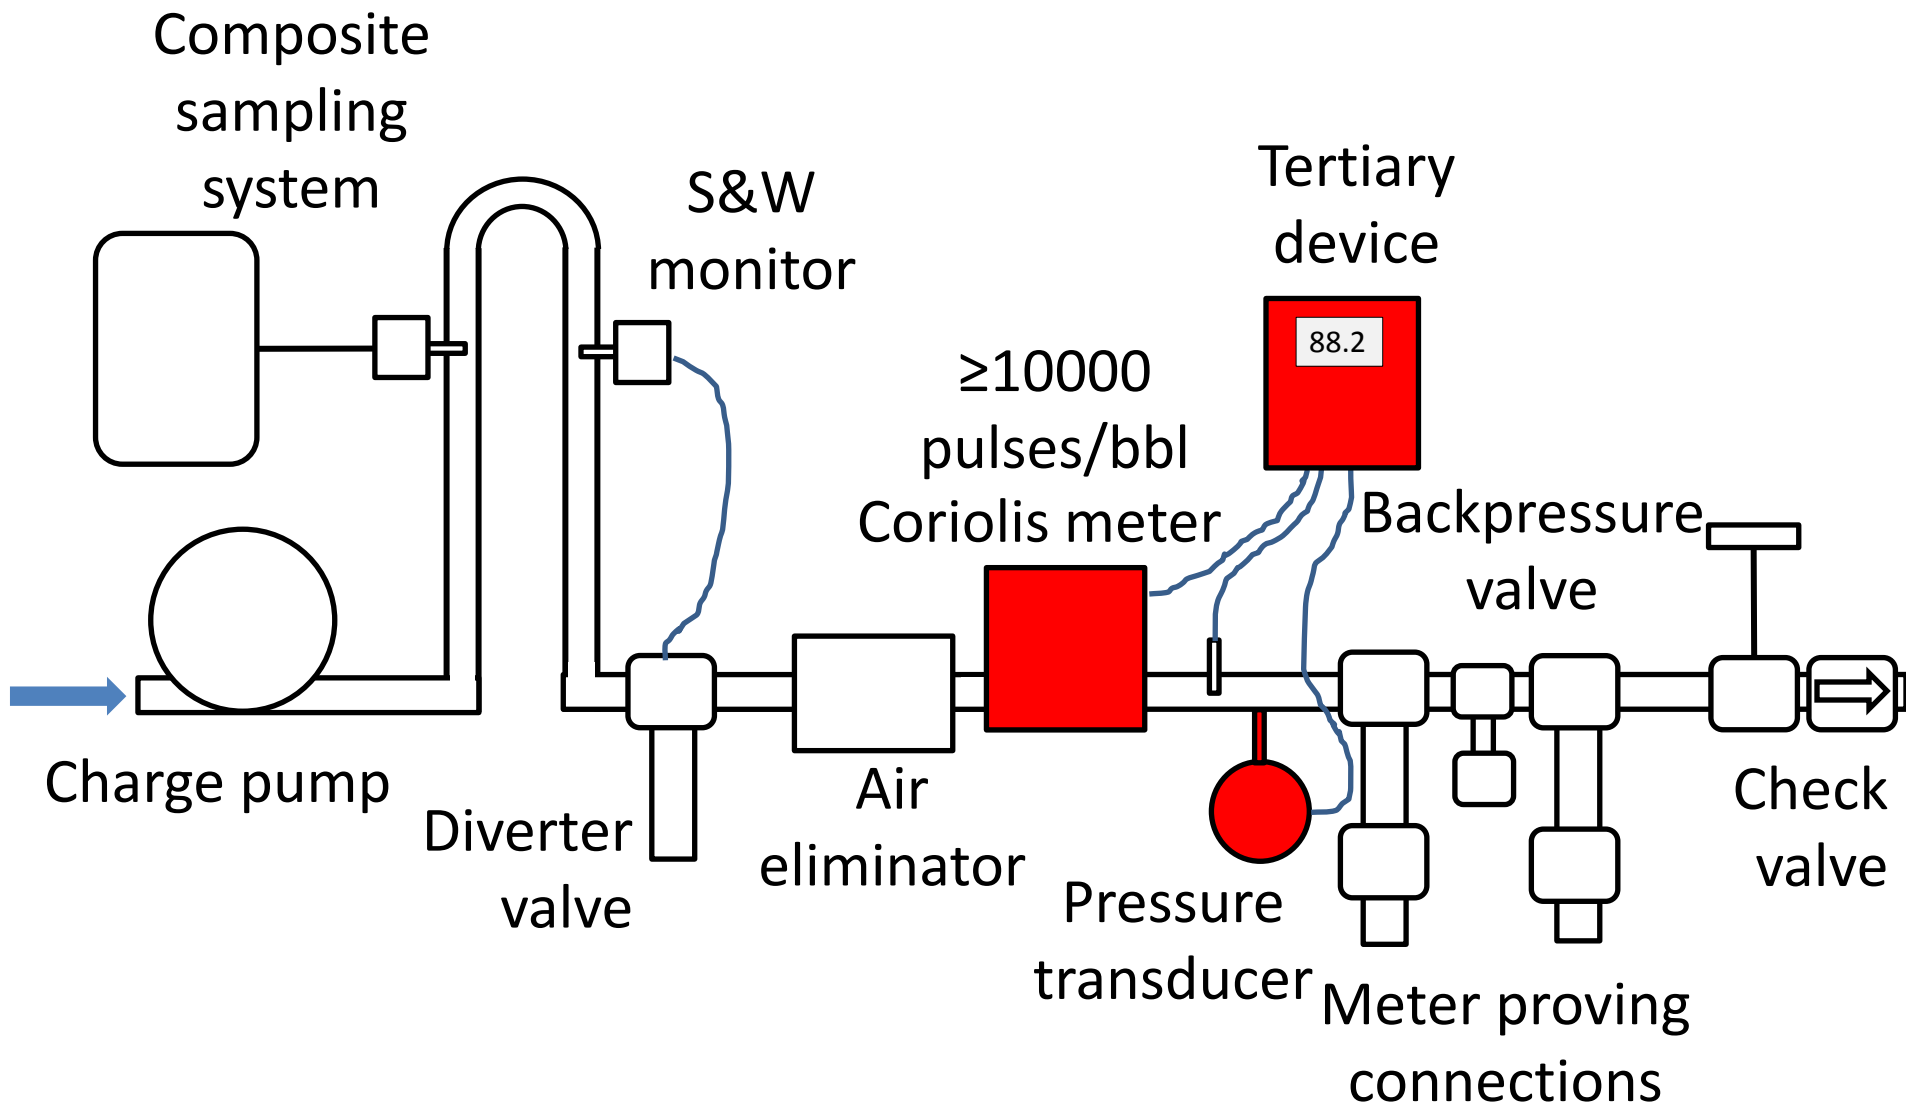 Composite
sampling
system
S&W
monitor
Tertiary
device
88.2
≥10000
pulses/bbl
Coriolis meter
Backpressure
valve
Charge pump
Diverter
valve
Air
eliminator
Pressure
transducer
Meter proving
connections
Check
valve